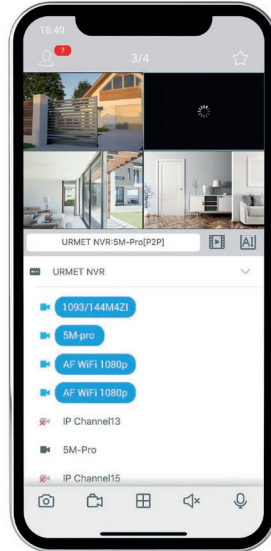 18:49
7
3/4
URMET NVR:5M-Pro[P2P]
AI
URMET NVR
1093/144M4ZI
5M-pro
AF WiFi 1080p
AF WiFi 1080p
IP Channel13
5M-Pro
IP Channel15